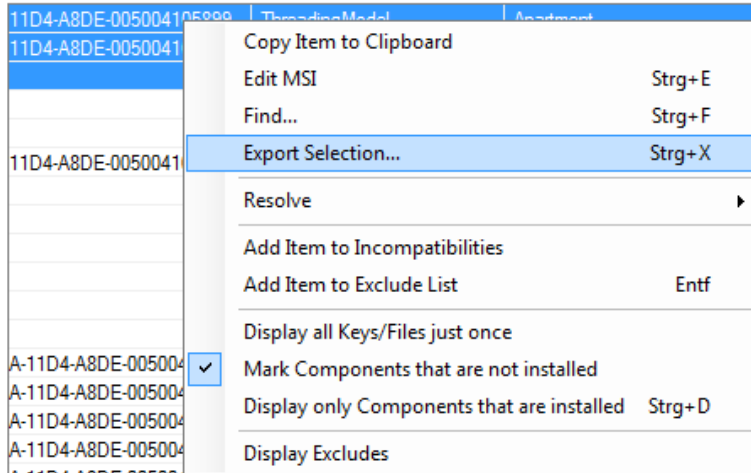 11D4-A8DE-005004105899 ThreadingModel Apartment
11D4-A8DE-0050041
Copy Item to Clipboard
Edit MSI Strg+E
Find... Strg+F
Export Selection... Strg+X
11D4-A8DE-0050041
Resolve
Add Item to Incompatibilities
Add Item to Exclude List Entf
Display all Keys/Files just once
A-11D4-A8DE-005004
Mark Components that are not installed
A-11D4-A8DE-005004
Display only Components that are installed Strg+D
A-11D4-A8DE-005004
A-11D4-A8DE-005004
Display Excludes